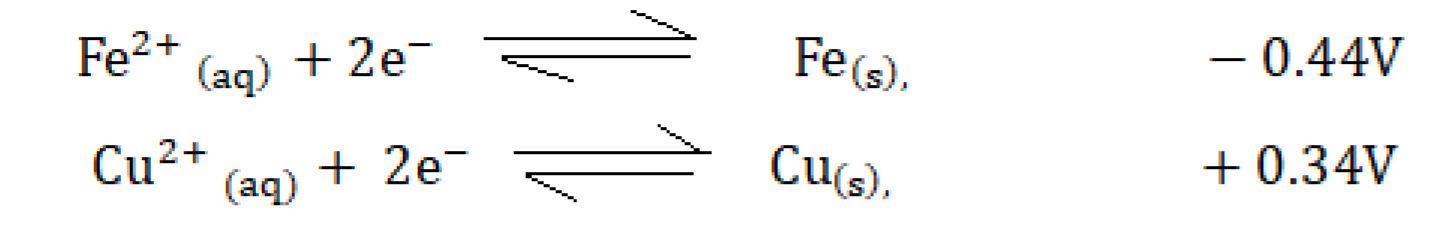 Fe²⁺ (aq) + 2e⁻ ⇌ Fe(s), − 0.44V
Cu²⁺ (aq) + 2e⁻ ⇌ Cu(s), + 0.34V